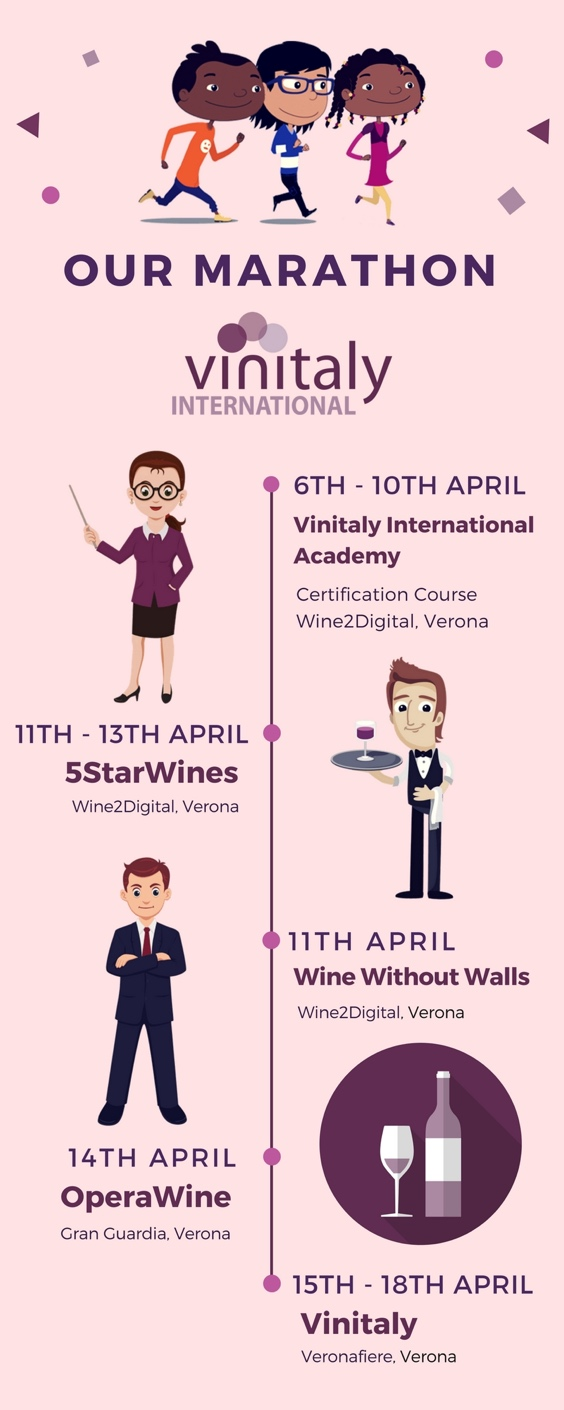 OUR MARATHON
vinitaly
INTERNATIONAL
6TH - 10TH APRIL
Vinitaly International
Academy
Certification Course
Wine2Digital, Verona
11TH - 13TH APRIL
5StarWines
Wine2Digital, Verona
11TH APRIL
Wine Without Walls
Wine2Digital, Verona
14TH APRIL
OperaWine
Gran Guardia, Verona
15TH - 18TH APRIL
Vinitaly
Veronafiere, Verona